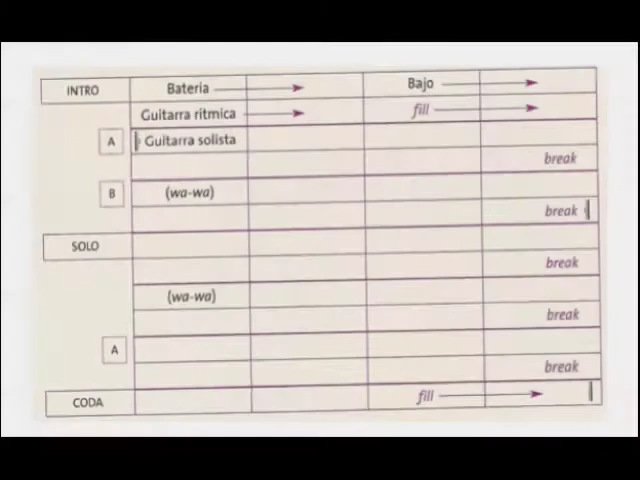 INTRO Bateria Bajo
Guitarra rítmica fill
A Guitarra solista
break
B (wa-wa)
break
SOLO
break
(wa-wa)
break
A
break
CODA fill